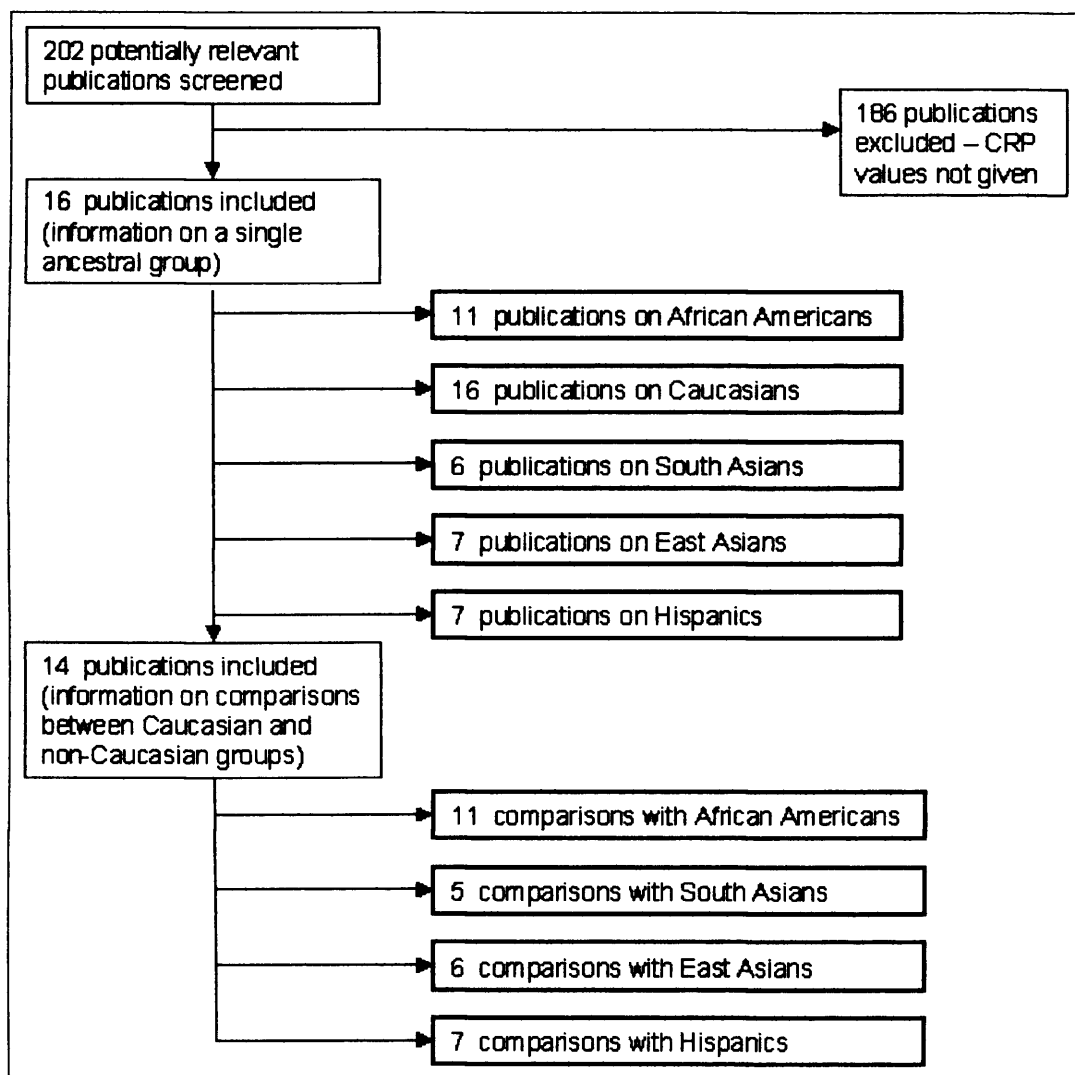 202 potentially relevant
publications screened
186 publications
excluded – CRP
values not given
16 publications included
(information on a single
ancestral group)
11 publications on African Americans
16 publications on Caucasians
6 publications on South Asians
7 publications on East Asians
7 publications on Hispanics
14 publications included
(information on comparisons
between Caucasian and
non-Caucasian groups)
11 comparisons with African Americans
5 comparisons with South Asians
6 comparisons with East Asians
7 comparisons with Hispanics